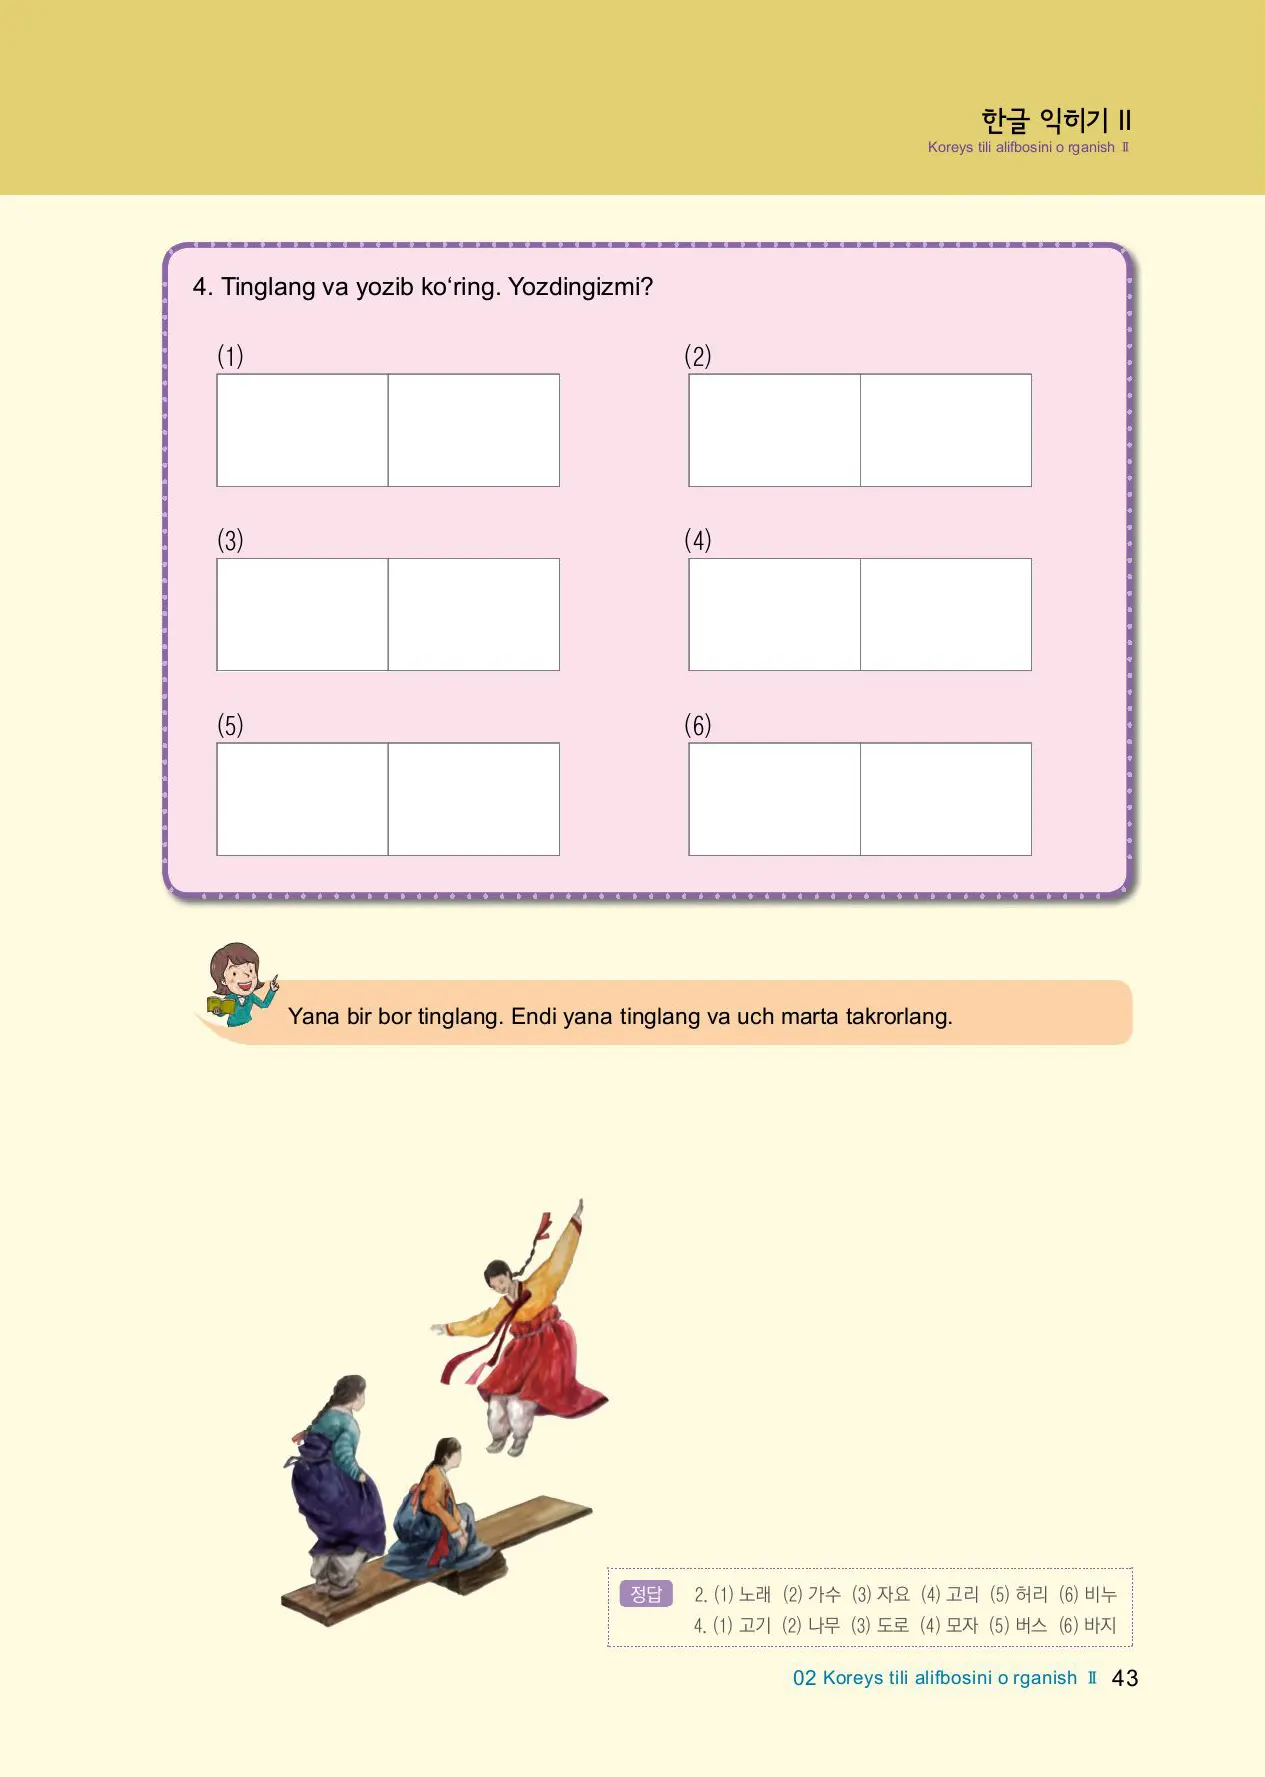 한글 익히기 Ⅱ
Koreys tili alifbosini o rganish Ⅱ
4. Tinglang va yozib ko‘ring. Yozdingizmi?
(1) (2)
(3) (4)
(5) (6)
Yana bir bor tinglang. Endi yana tinglang va uch marta takrorlang.
정답 2. (1) 노래 (2) 가수 (3) 자요 (4) 고리 (5) 허리 (6) 비누
4. (1) 고기 (2) 나무 (3) 도로 (4) 모자 (5) 버스 (6) 바지
02 Koreys tili alifbosini o rganish Ⅱ 43